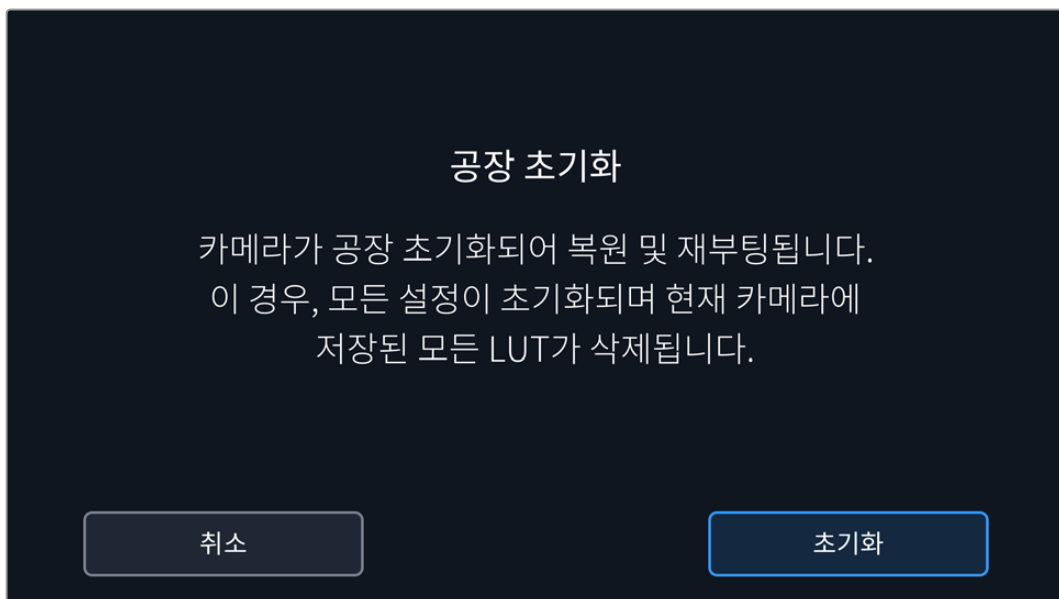 공장 초기화
카메라가 공장 초기화되어 복원 및 재부팅됩니다.
이 경우, 모든 설정이 초기화되며 현재 카메라에
저장된 모든 LUT가 삭제됩니다.
취소
초기화